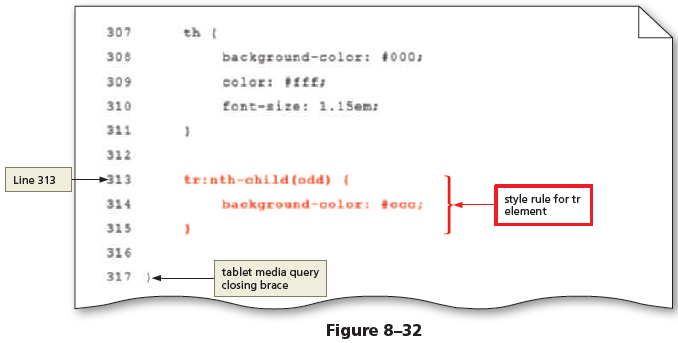 307 th {
308 background-color: #000;
309 color: #fff;
310 font-size: 1.15em;
311 }
312
Line 313
313 tr:nth-child(odd) {
314 background-color: #ccc;
315 }
316
317 }
style rule for tr
element
tablet media query
closing brace
Figure 8–32